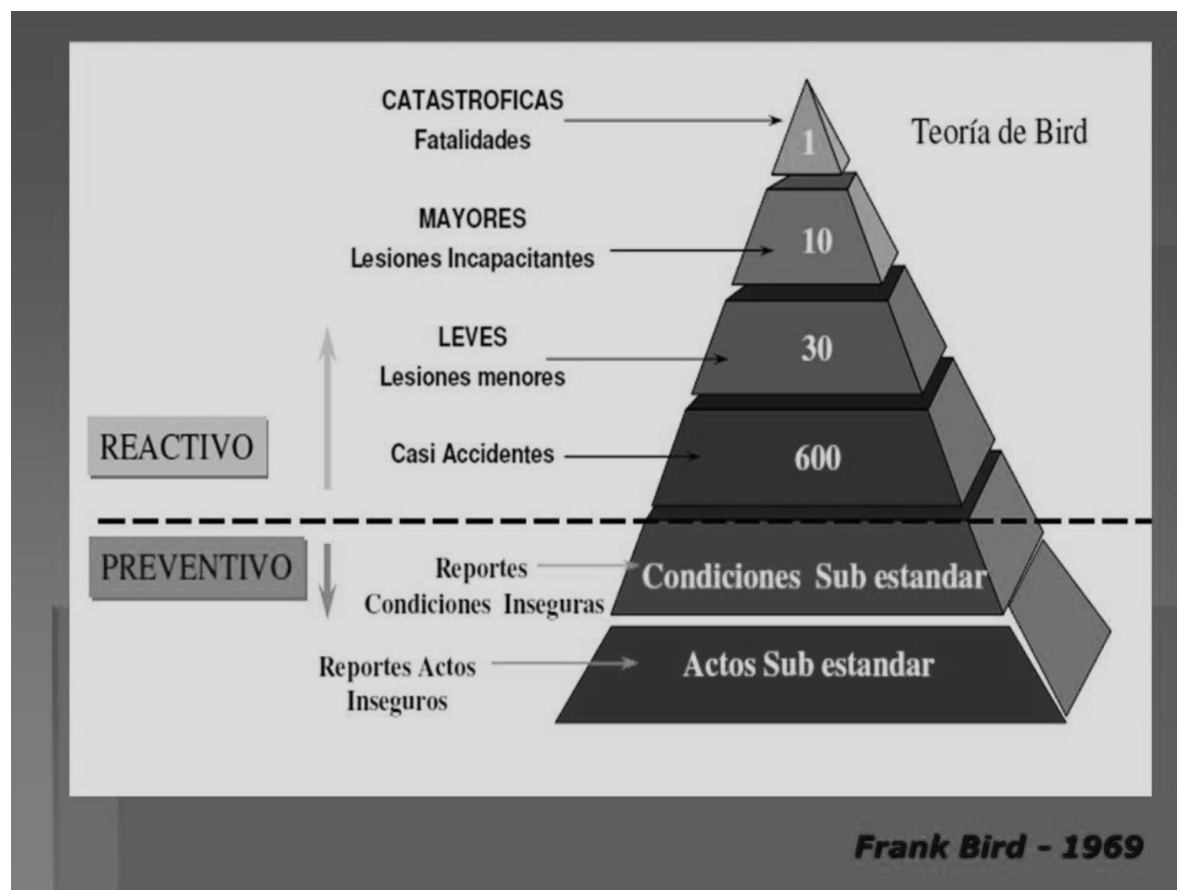 CATASTROFICAS
Fatalidades
1
Teoría de Bird
MAYORES
Lesiones Incapacitantes
10
LEVES
Lesiones menores
30
REACTIVO
Casi Accidentes
600
PREVENTIVO
Reportes
Condiciones Inseguras
Condiciones Sub estandar
Reportes Actos
Inseguros
Actos Sub estandar
Frank Bird - 1969